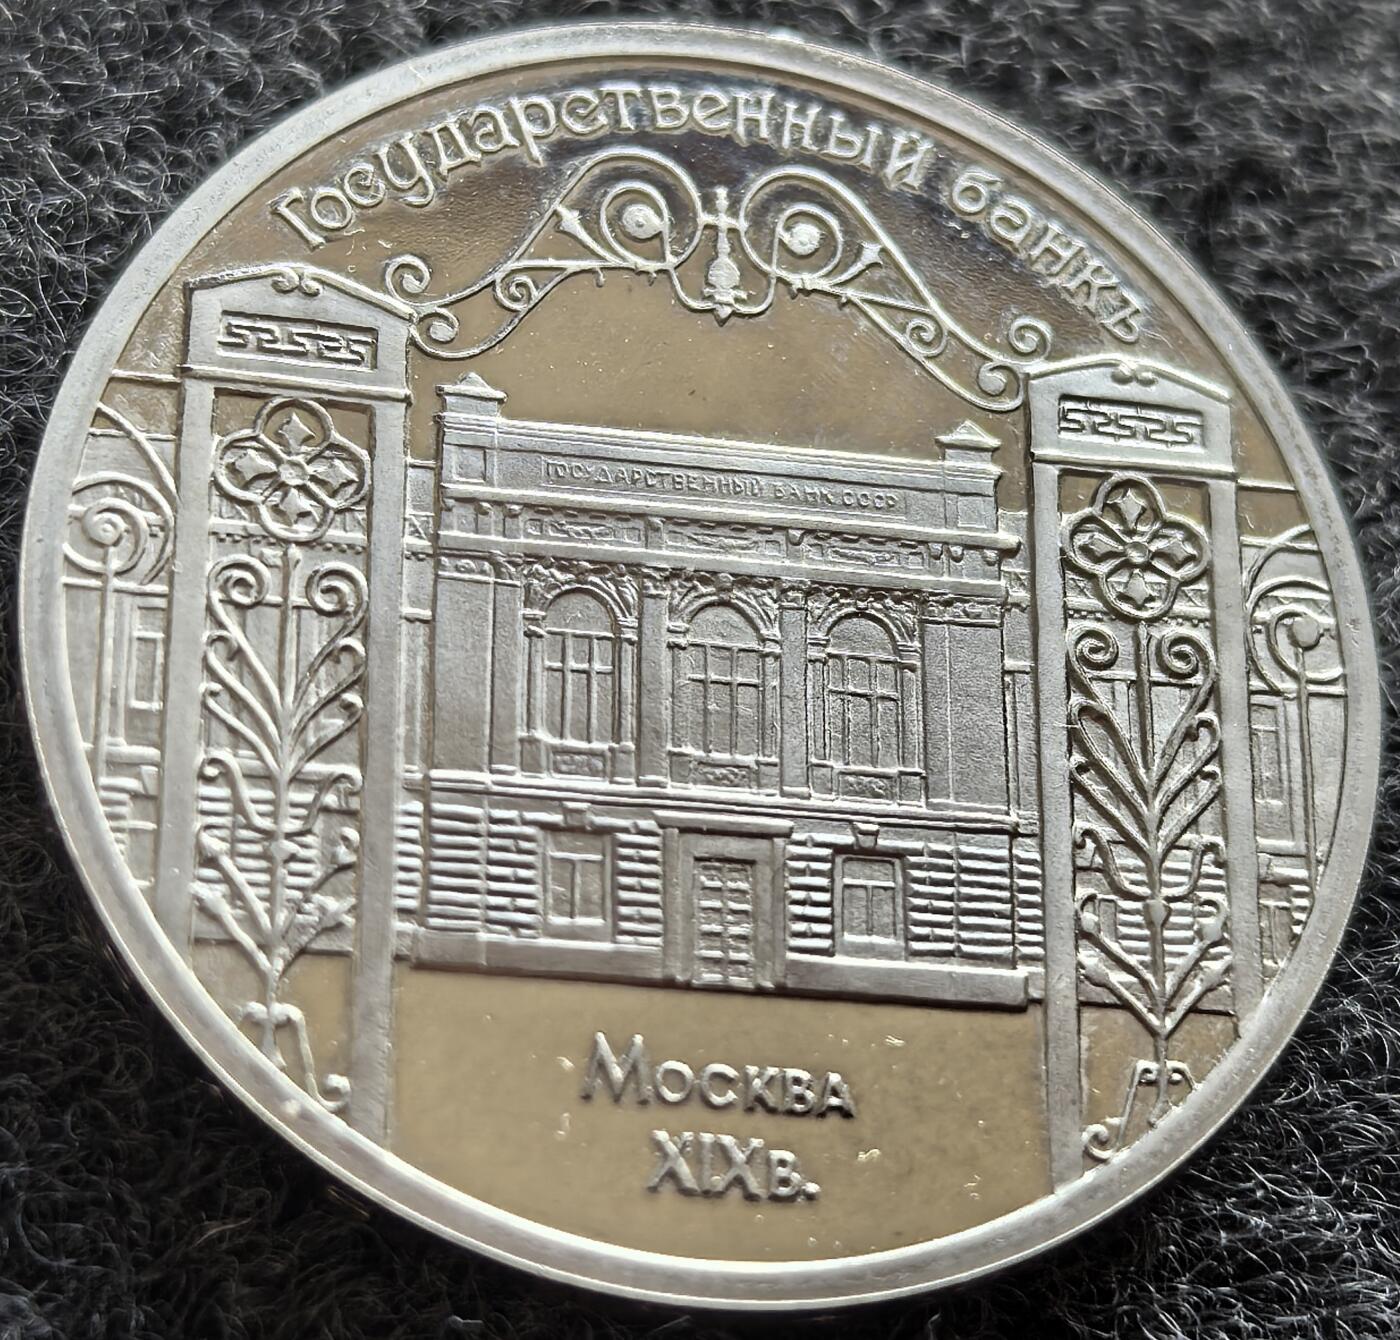 Государственный банкъ
ГОСУДАРСТВЕННЫЙ БАНК СССР
МОСКВА
XIXВ.